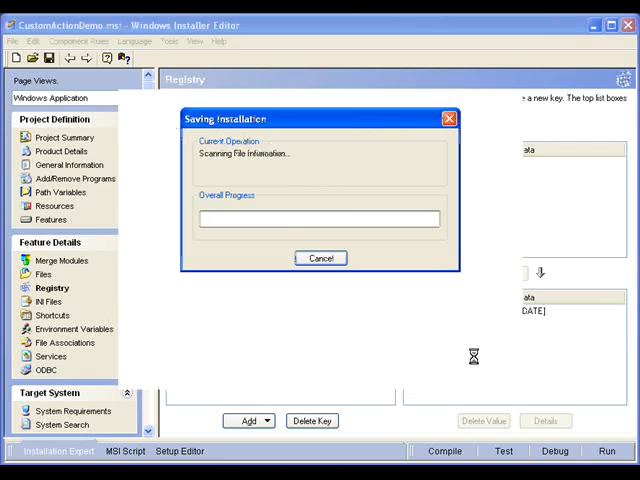 CustomActionDemo.msi - Windows Installer Editor
File Edit Component Rules Language Tools View Help
Page Views:
Windows Application
Project Definition
Project Summary
Product Details
General Information
Add/Remove Programs
Path Variables
Resources
Features
Feature Details
Merge Modules
Files
Registry
INI Files
Shortcuts
Environment Variables
File Associations
Services
ODBC
Target System
System Requirements
System Search
Registry
e a new key. The top list boxes
ata
ata
DATE]
Saving Installation
Current Operation
Scanning File Information...
Overall Progress
Cancel
Add
Delete Key
Delete Value
Details
Installation Expert MSI Script Setup Editor
Compile Test Debug Run